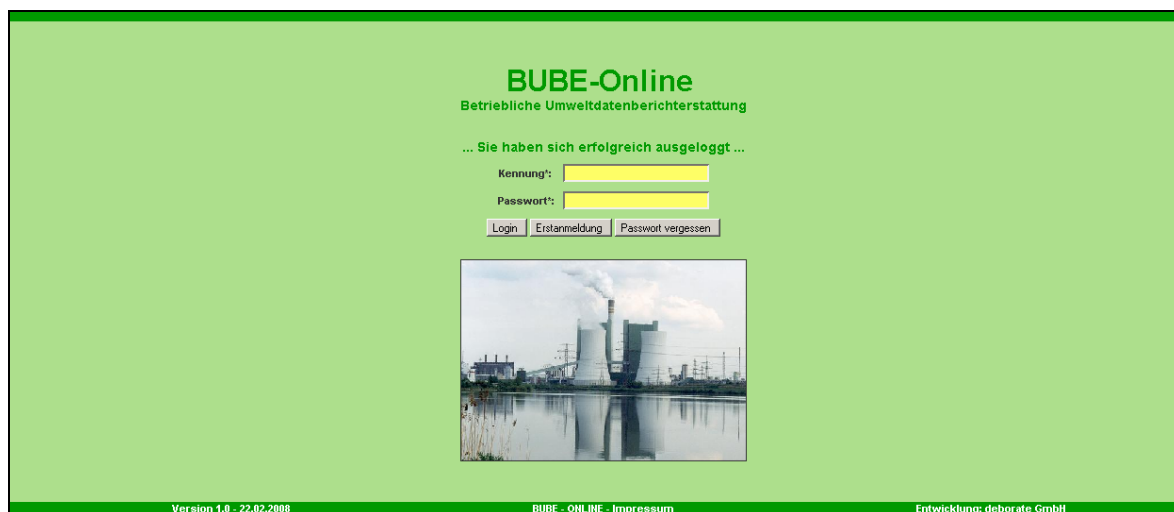 BUBE-Online
Betriebliche Umweltdatenberichterstattung
... Sie haben sich erfolgreich ausgeloggt ...
Kennung*:
Passwort*:
Login Erstanmeldung Passwort vergessen
Version 1.0 - 22.02.2008 BUBE - ONLINE - Impressum Entwicklung: deborate GmbH